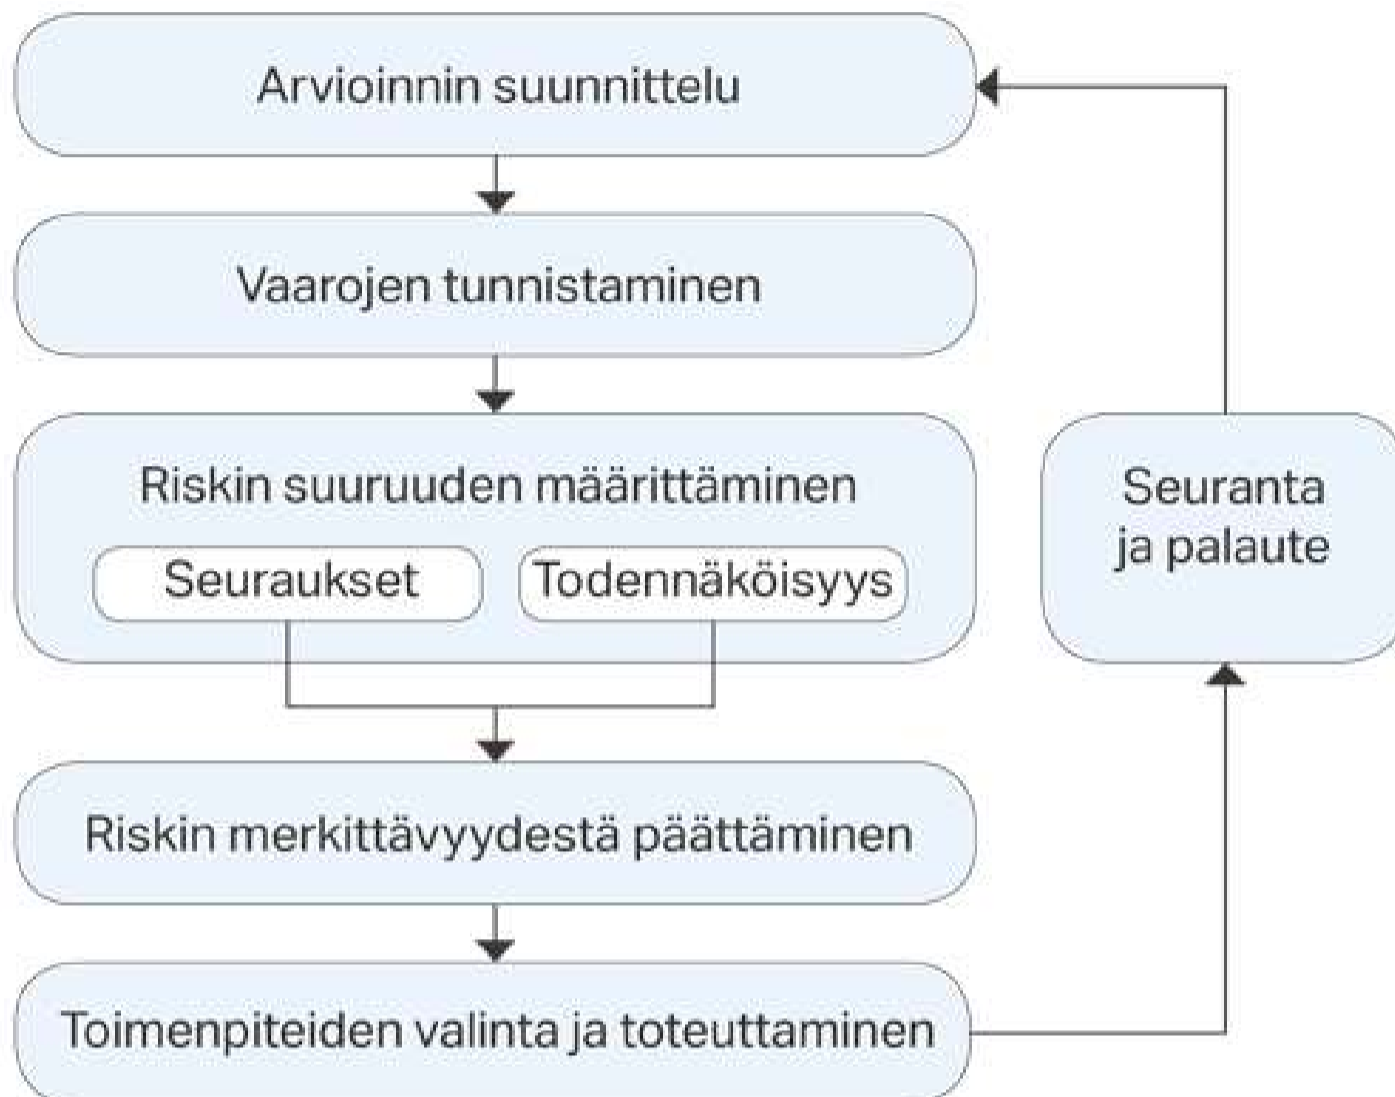 Arvioinnin suunnittelu
Vaarojen tunnistaminen
Riskin suuruuden määrittäminen
Seuraukset
Todennäköisyys
Riskin merkittävyydestä päättäminen
Toimenpiteiden valinta ja toteuttaminen
Seuranta
ja palaute